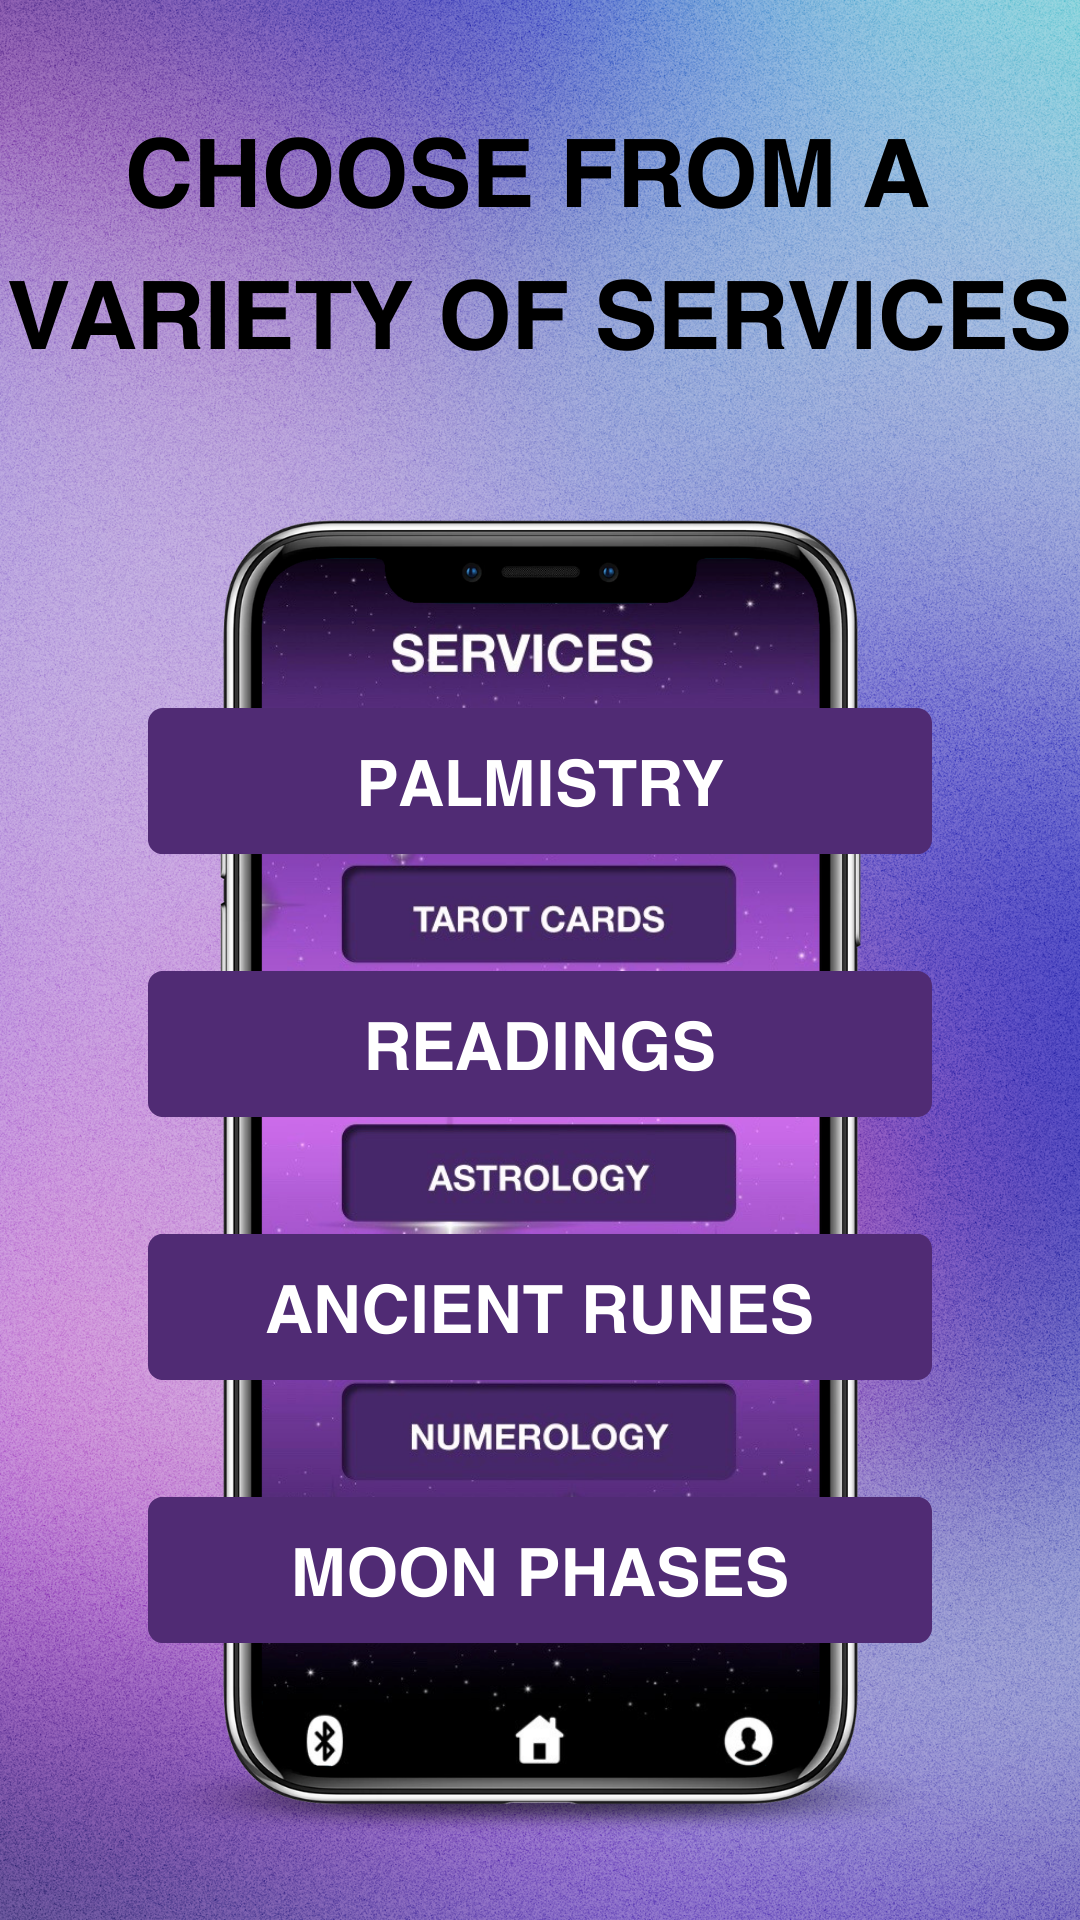 CHOOSE FROM A
VARIETY OF SERVICES
SERVICES
PALMISTRY
TAROT CARDS
READINGS
ASTROLOGY
ANCIENT RUNES
NUMEROLOGY
MOON PHASES